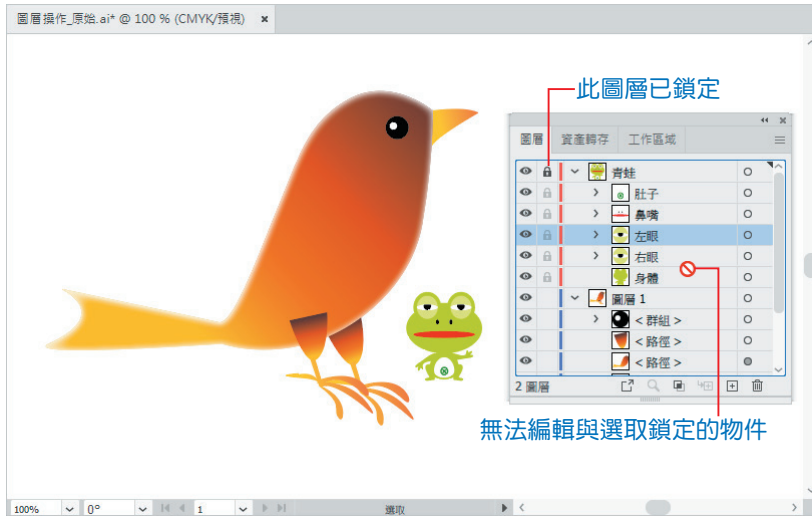 圖層操作_原始.ai* @ 100 % (CMYK/預視) ×
此圖層已鎖定
圖層 資產轉存 工作區域
青蛙
肚子
鼻嘴
左眼
右眼
身體
圖層 1
< 群組 >
< 路徑 >
< 路徑 >
2 圖層
無法編輯與選取鎖定的物件
100% 0° 1 選取